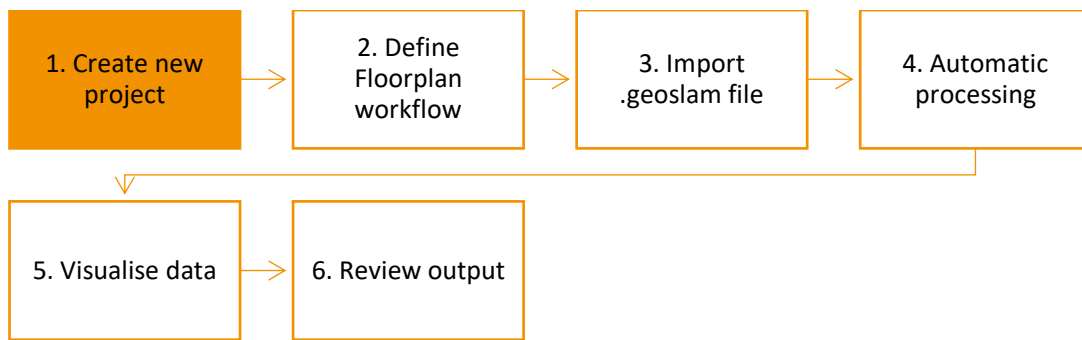 1. Create new
project
2. Define
Floorplan
workflow
3. Import
.geoslam file
4. Automatic
processing
5. Visualise data
6. Review output